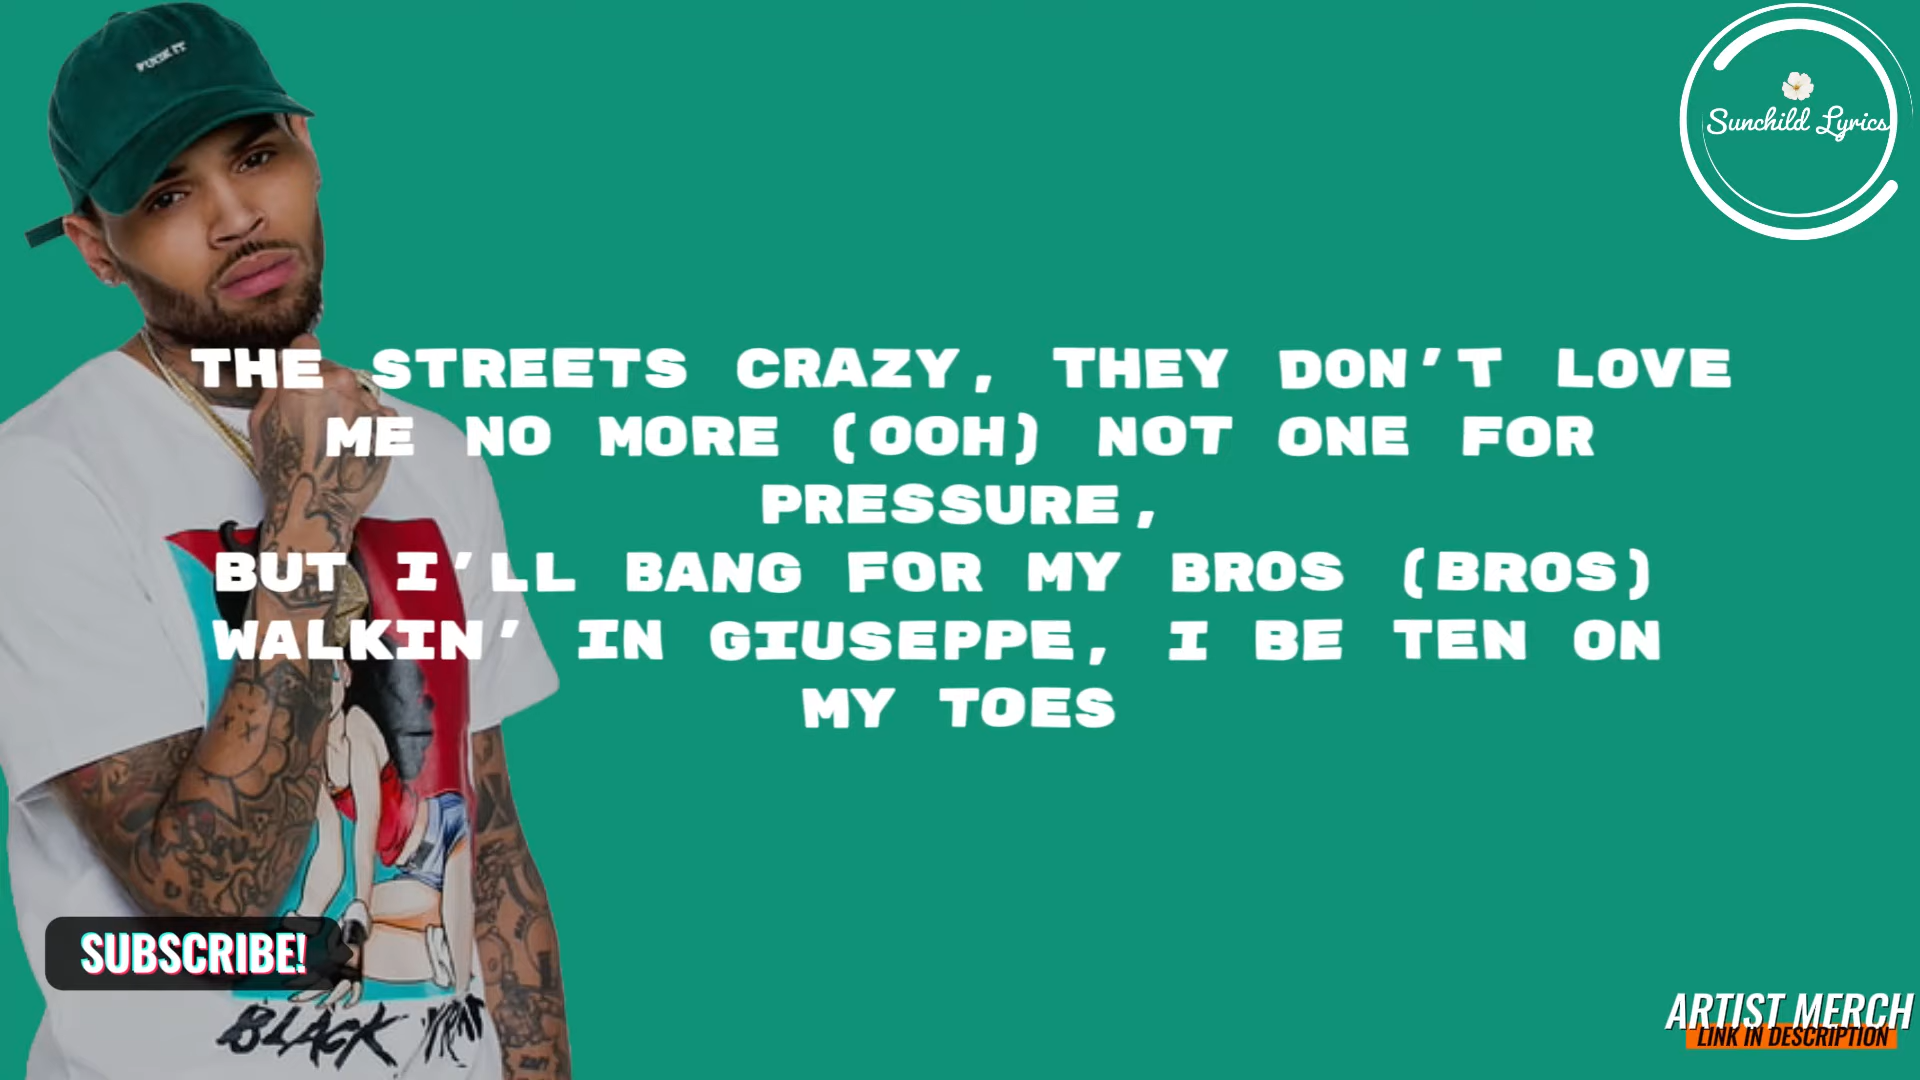 Sunchild Lyrics
THE STREETS CRAZY, THEY DON'T LOVE
ME NO MORE (OOH) NOT ONE FOR
PRESSURE,
BUT I'LL BANG FOR MY BROS (BROS)
WALKIN' IN GIUSEPPE, I BE TEN ON
MY TOES
SUBSCRIBE!
BLACK
ARTIST MERCH
LINK IN DESCRIPTION